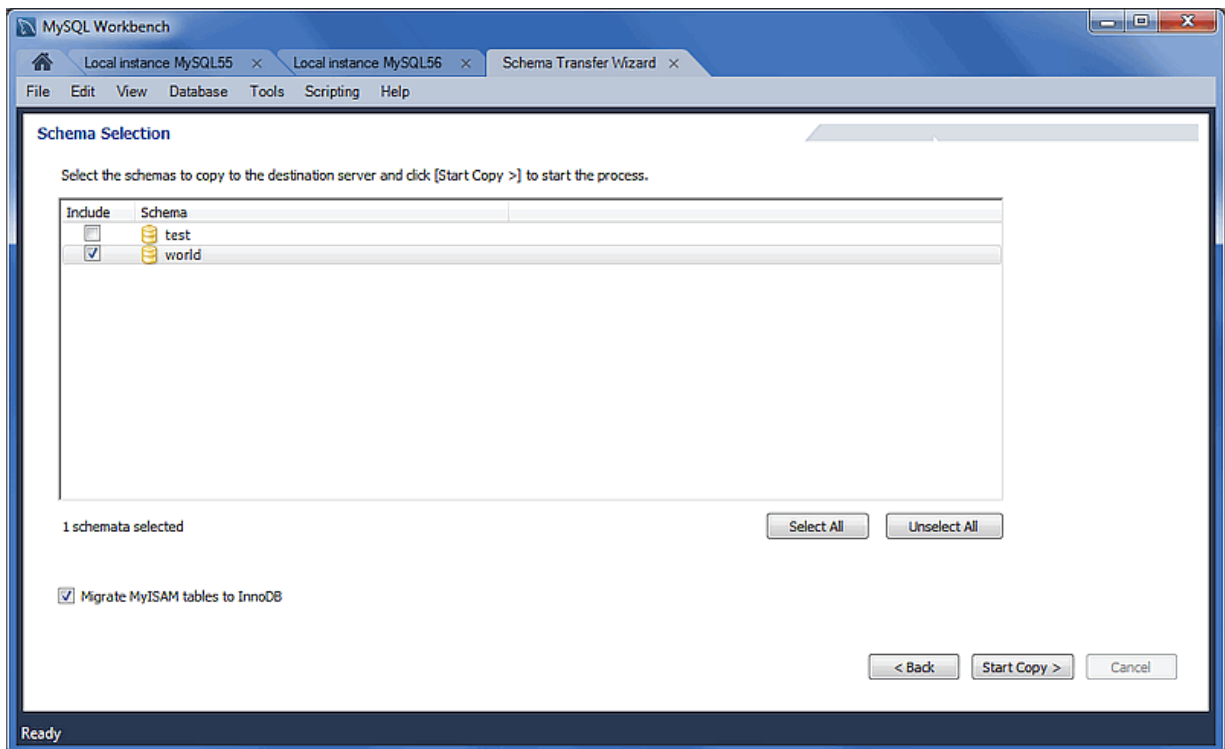 MySQL Workbench
Local instance MySQL55 × Local instance MySQL56 × Schema Transfer Wizard ×
File Edit View Database Tools Scripting Help
Schema Selection
Select the schemas to copy to the destination server and click [Start Copy >] to start the process.
Include Schema
test
world
1 schemata selected
Select All Unselect All
Migrate MyISAM tables to InnoDB
< Back Start Copy > Cancel
Ready